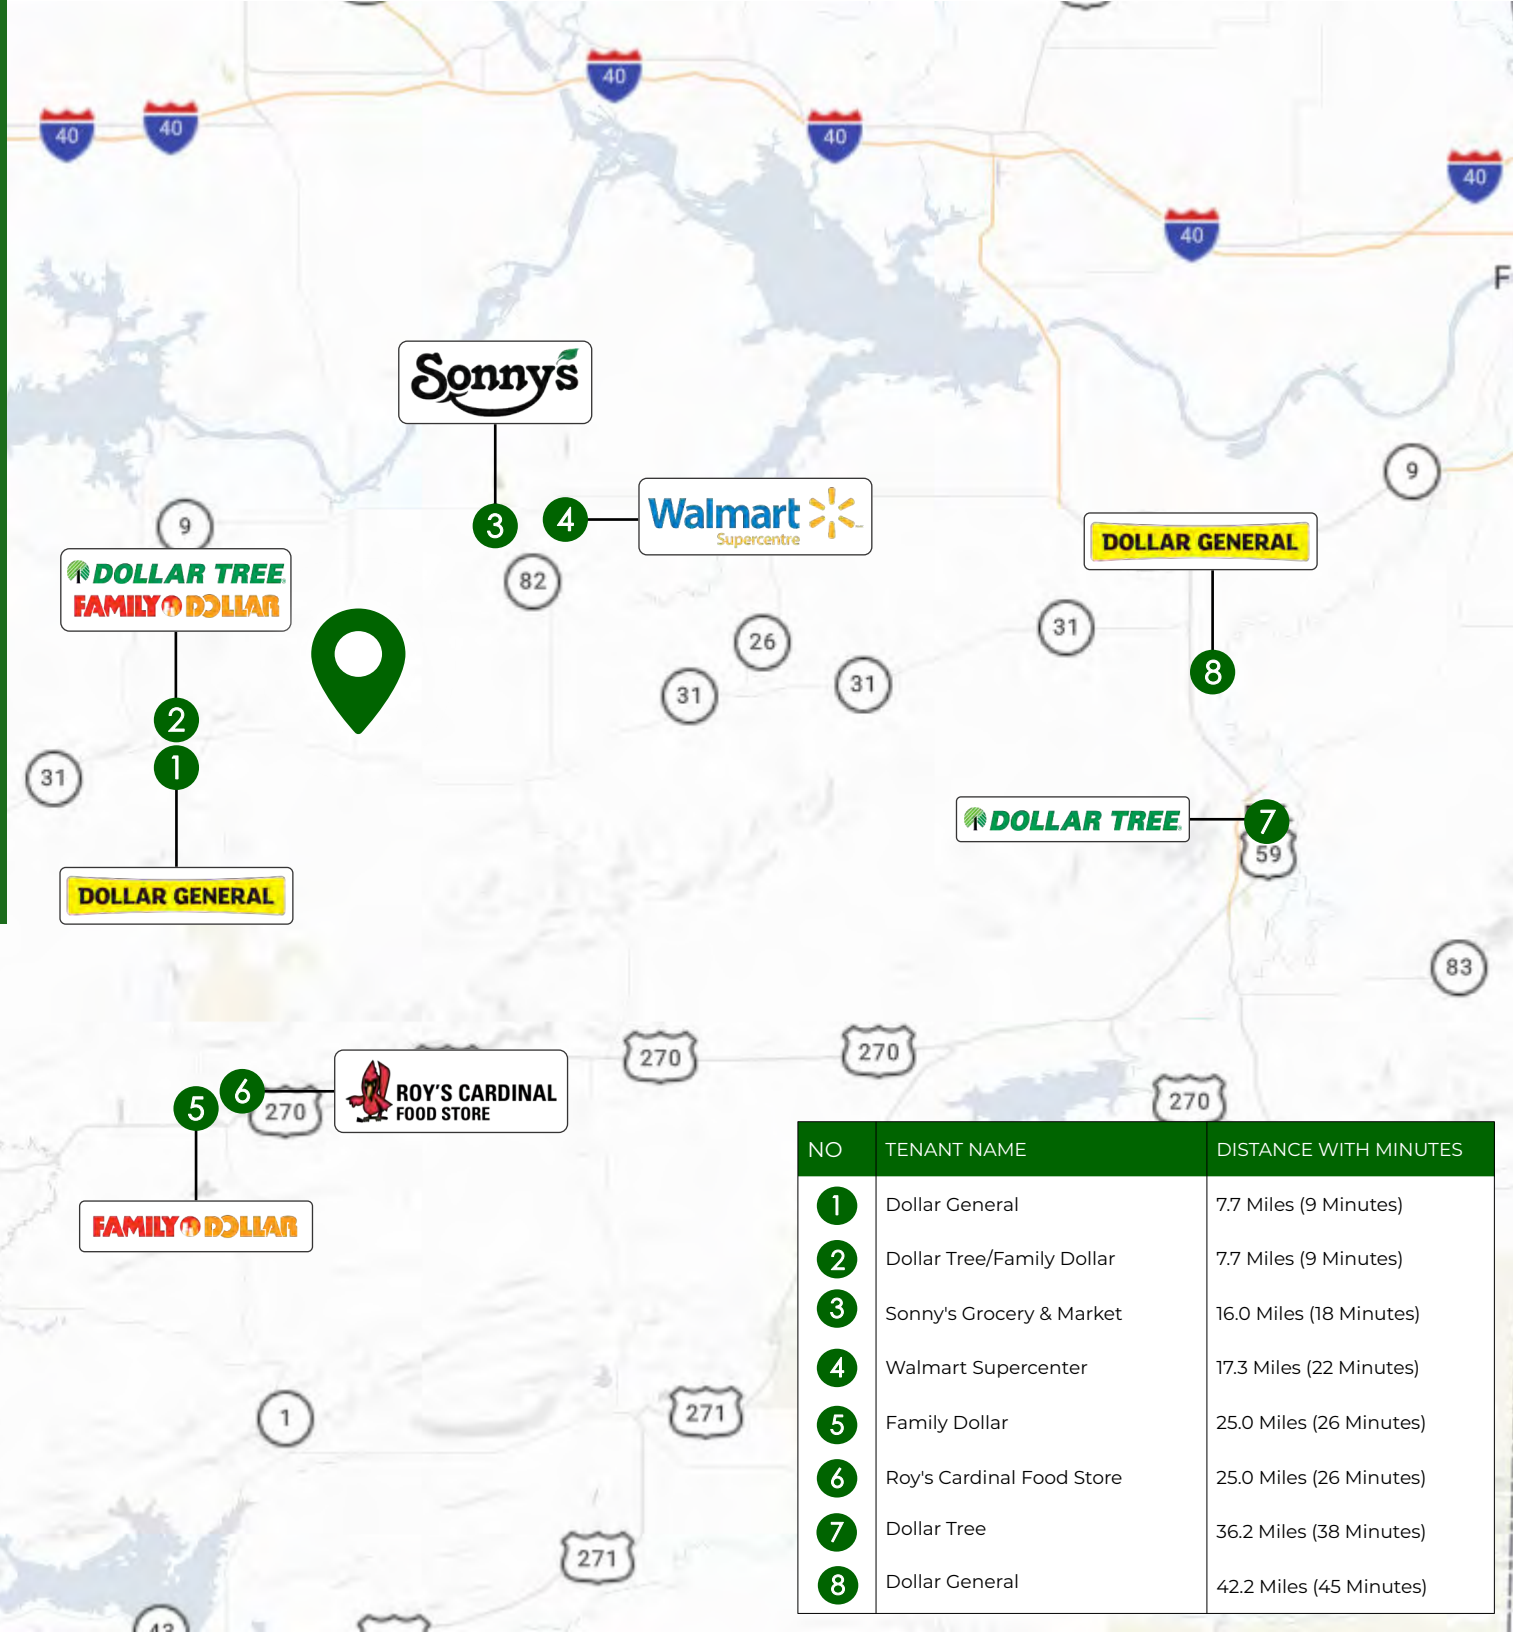 40
40
40
40
40
40
F
Sonny's
Walmart
Supercentre
3
4
9
9
DOLLAR GENERAL
DOLLAR TREE
FAMILY DOLLAR
82
26
31
31
31
8
2
1
31
DOLLAR TREE
7
59
DOLLAR GENERAL
83
270
270
270
270
6
5
ROY'S CARDINAL
FOOD STORE
FAMILY DOLLAR
1
271
271
43
NO TENANT NAME DISTANCE WITH MINUTES
1 Dollar General 7.7 Miles (9 Minutes)
2 Dollar Tree/Family Dollar 7.7 Miles (9 Minutes)
3 Sonny's Grocery & Market 16.0 Miles (18 Minutes)
4 Walmart Supercenter 17.3 Miles (22 Minutes)
5 Family Dollar 25.0 Miles (26 Minutes)
6 Roy's Cardinal Food Store 25.0 Miles (26 Minutes)
7 Dollar Tree 36.2 Miles (38 Minutes)
8 Dollar General 42.2 Miles (45 Minutes)